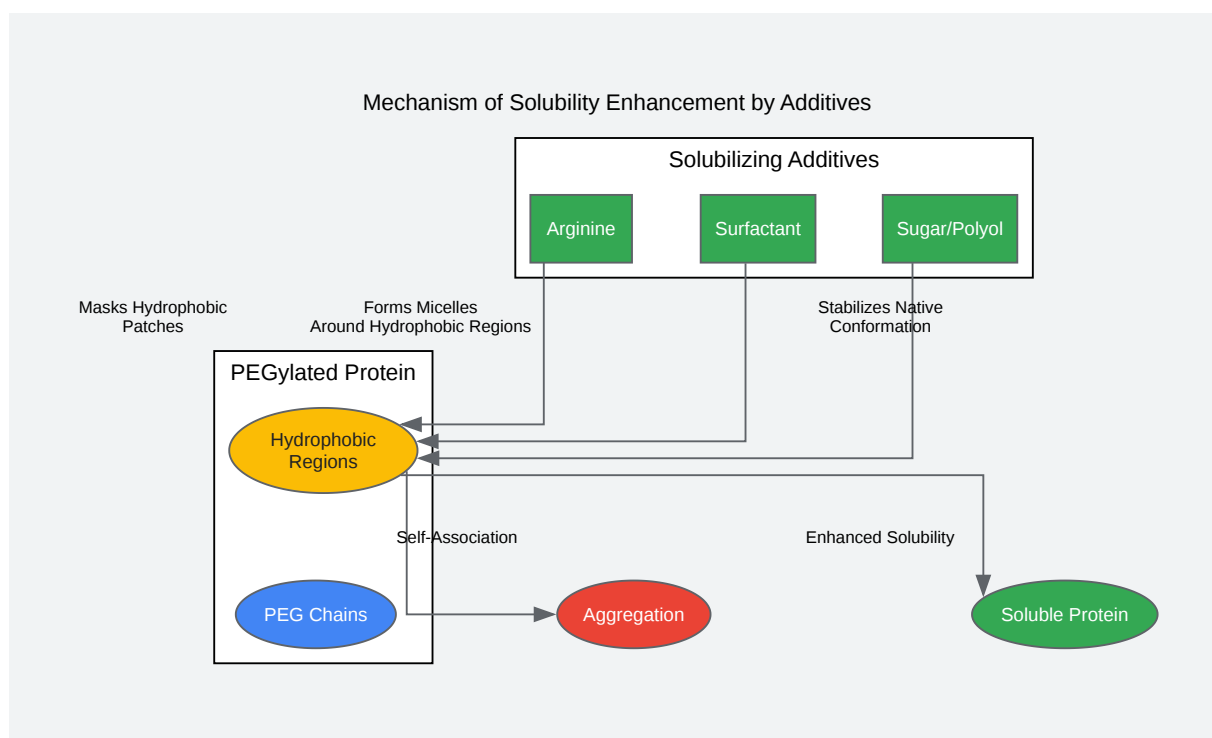 Mechanism of Solubility Enhancement by Additives
Solubilizing Additives
Arginine
Surfactant
Sugar/Polyol
Masks Hydrophobic
Patches
Forms Micelles
Around Hydrophobic Regions
Stabilizes Native
Conformation
PEGylated Protein
Hydrophobic
Regions
Self-Association
Enhanced Solubility
PEG Chains
Aggregation
Soluble Protein